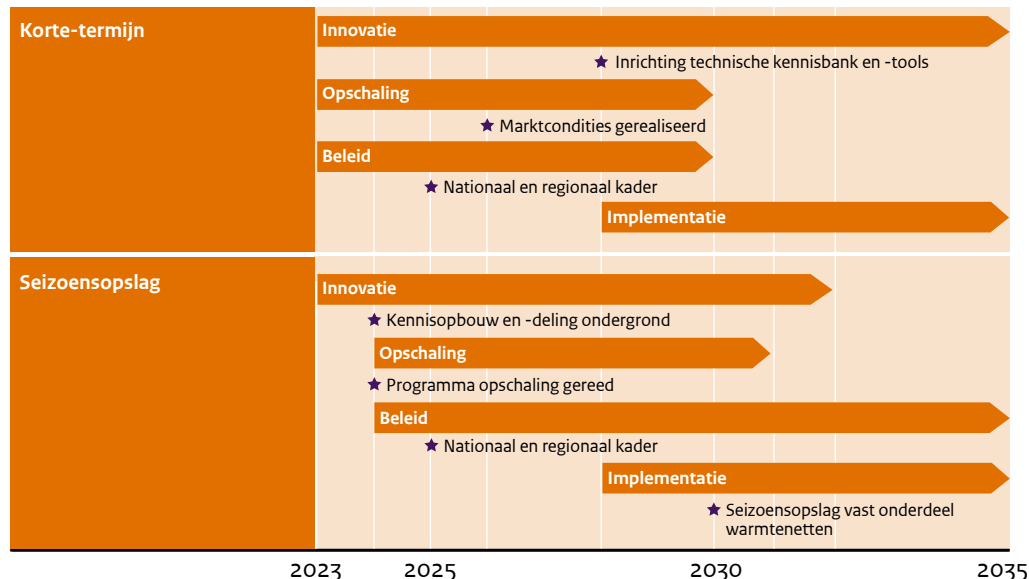 Korte-termijn
Innovatie
Inrichting technische kennisbank en -tools
Opschaling
Marktcondities gerealiseerd
Beleid
Nationaal en regionaal kader
Implementatie
Seizoensopslag
Innovatie
Kennisopbouw en -deling ondergrond
Opschaling
Programma opschaling gereed
Beleid
Nationaal en regionaal kader
Implementatie
Seizoensopslag vast onderdeel
warmtenetten
2023 2025 2030 2035